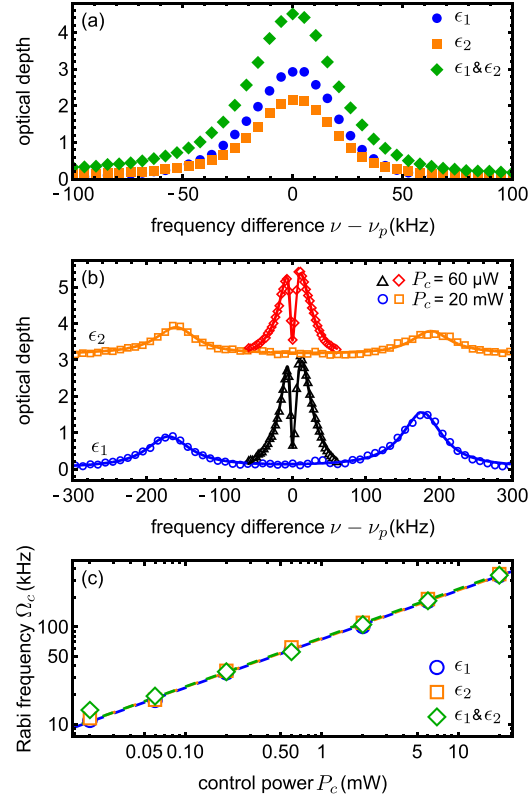 (a)
ϵ1
ϵ2
ϵ1&ϵ2
optical depth
4
3
2
1
0
−100 −50 0 50 100
frequency difference ν − νp(kHz)
(b)
Pc = 60 µW
Pc = 20 mW
ϵ2
ϵ1
optical depth
5
4
3
2
1
0
−300 −200 −100 0 100 200 300
frequency difference ν − νp(kHz)
(c)
Rabi frequency Ωc (kHz)
100
50
10
ϵ1
ϵ2
ϵ1&ϵ2
0.05 0.10 0.50 1 5 10
control power Pc (mW)